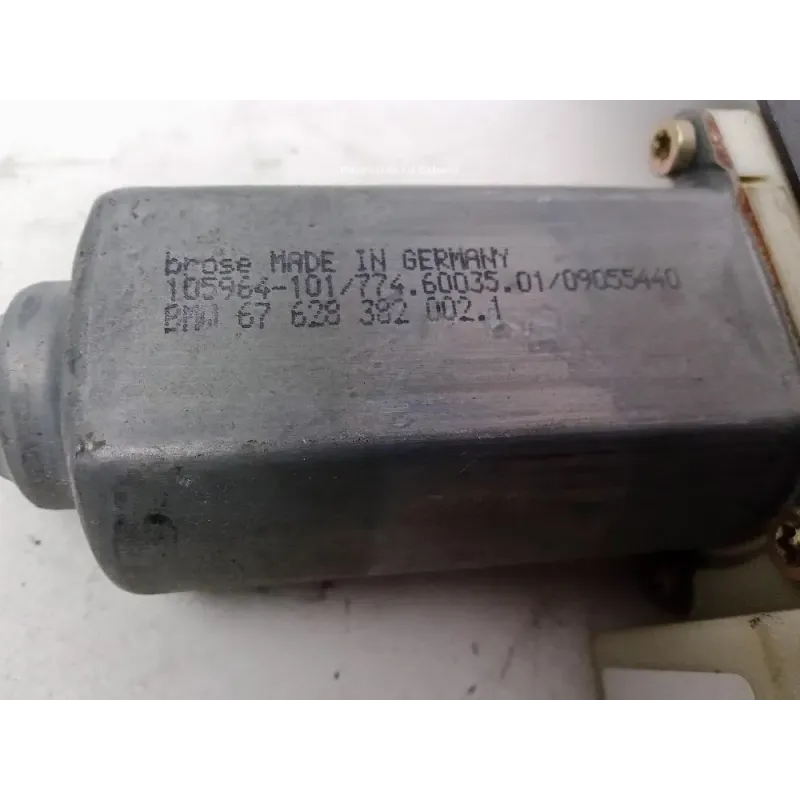 brose MADE IN GERMANY
105964-101/774.60035.01/09055440
BMW 67 628 382 002.1